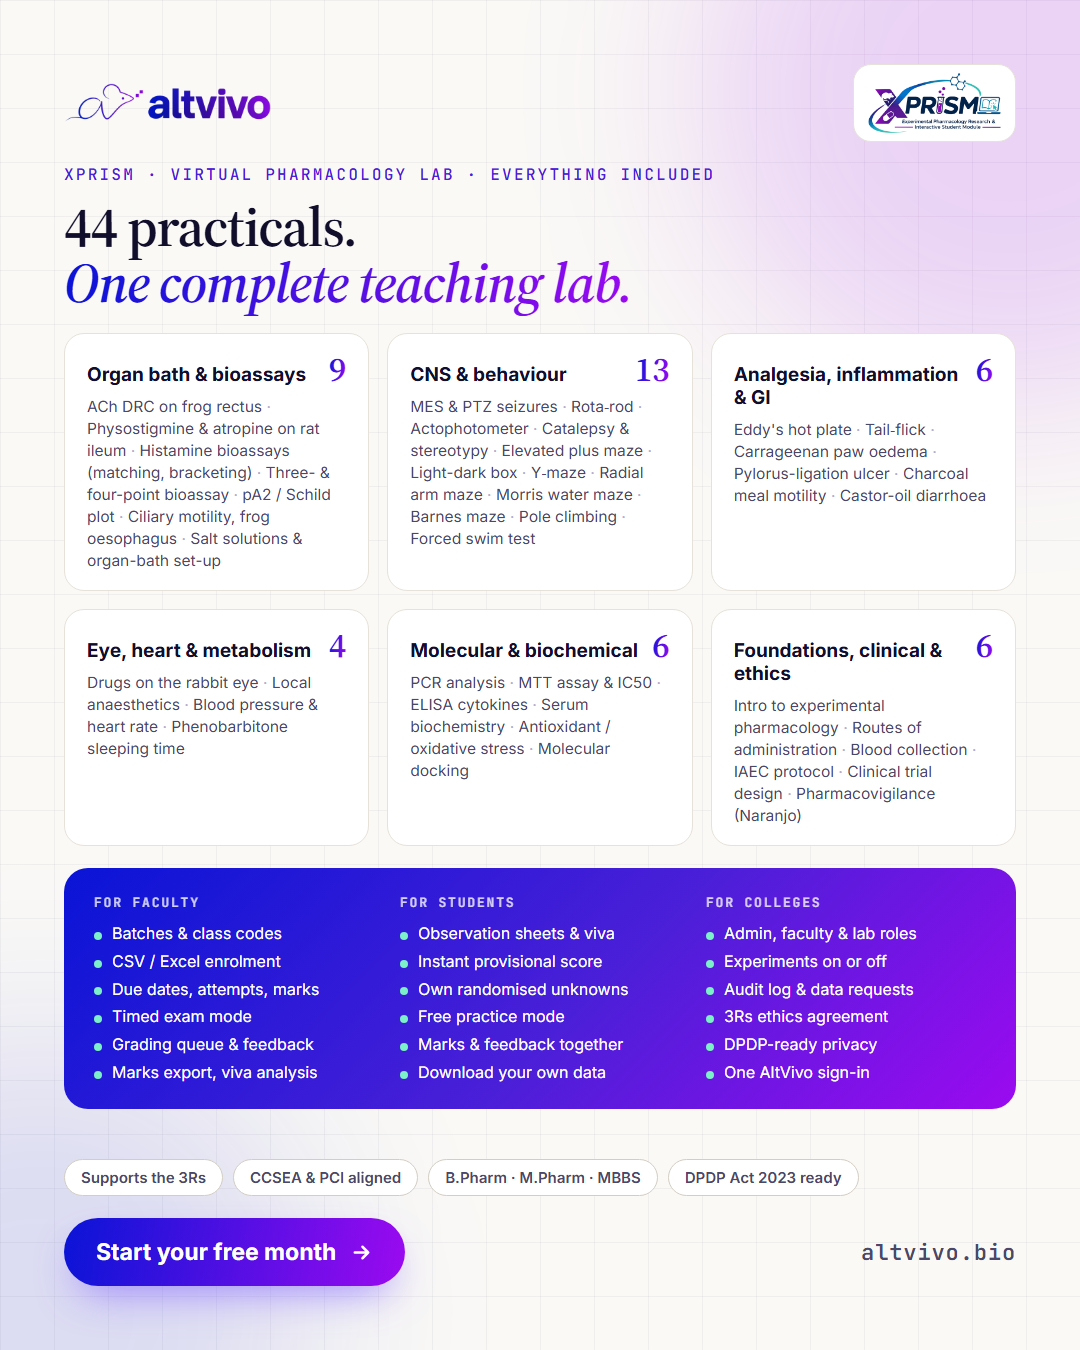 altvivo
XPRISM
Experimental Pharmacology Research &
Interactive Student Module
XPRISM · VIRTUAL PHARMACOLOGY LAB · EVERYTHING INCLUDED
44 practicals.
One complete teaching lab.
Organ bath & bioassays 9
ACh DRC on frog rectus ·
Physostigmine & atropine on rat
ileum · Histamine bioassays
(matching, bracketing) · Three- &
four-point bioassay · pA2 / Schild
plot · Ciliary motility, frog
oesophagus · Salt solutions &
organ-bath set-up
CNS & behaviour 13
MES & PTZ seizures · Rota-rod ·
Actophotometer · Catalepsy &
stereotypy · Elevated plus maze ·
Light-dark box · Y-maze · Radial
arm maze · Morris water maze ·
Barnes maze · Pole climbing ·
Forced swim test
Analgesia, inflammation 6
& GI
Eddy's hot plate · Tail-flick ·
Carrageenan paw oedema ·
Pylorus-ligation ulcer · Charcoal
meal motility · Castor-oil diarrhoea
Eye, heart & metabolism 4
Drugs on the rabbit eye · Local
anaesthetics · Blood pressure &
heart rate · Phenobarbitone
sleeping time
Molecular & biochemical 6
PCR analysis · MTT assay & IC50 ·
ELISA cytokines · Serum
biochemistry · Antioxidant /
oxidative stress · Molecular
docking
Foundations, clinical & 6
ethics
Intro to experimental
pharmacology · Routes of
administration · Blood collection ·
IAEC protocol · Clinical trial
design · Pharmacovigilance
(Naranjo)
FOR FACULTY
Batches & class codes
CSV / Excel enrolment
Due dates, attempts, marks
Timed exam mode
Grading queue & feedback
Marks export, viva analysis
FOR STUDENTS
Observation sheets & viva
Instant provisional score
Own randomised unknowns
Free practice mode
Marks & feedback together
Download your own data
FOR COLLEGES
Admin, faculty & lab roles
Experiments on or off
Audit log & data requests
3Rs ethics agreement
DPDP-ready privacy
One AltVivo sign-in
Supports the 3Rs
CCSEA & PCI aligned
B.Pharm · M.Pharm · MBBS
DPDP Act 2023 ready
Start your free month →
altvivo.bio